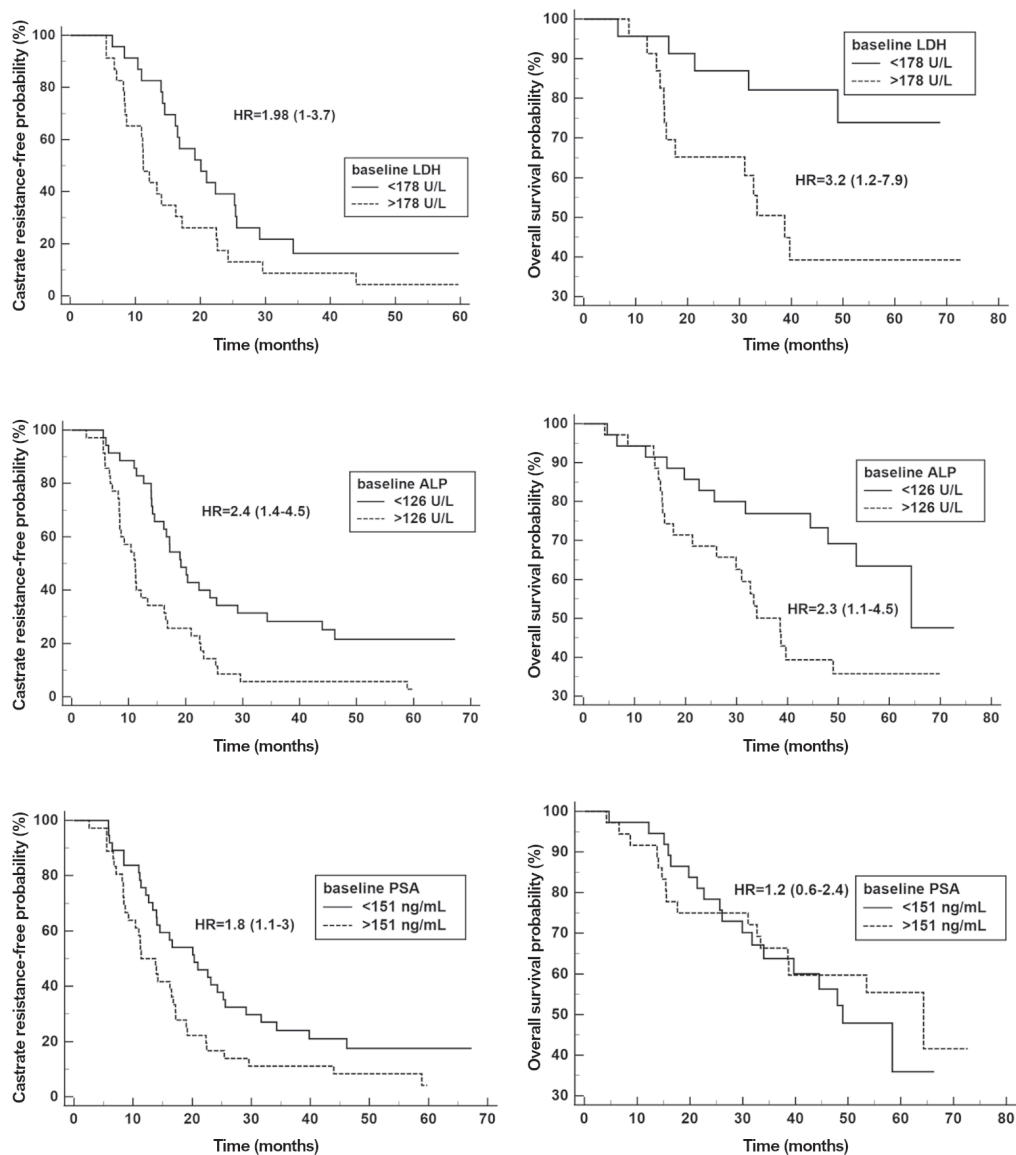 Castrate resistance-free probability (%)
100
80
60
40
20
0
HR=1.98 (1-3.7)
baseline LDH
<178 U/L
>178 U/L
0 10 20 30 40 50 60
Time (months)
Overall survival probability (%)
100
90
80
70
60
50
40
30
baseline LDH
<178 U/L
>178 U/L
HR=3.2 (1.2-7.9)
0 10 20 30 40 50 60 70 80
Time (months)
Castrate resistance-free probability (%)
100
80
60
40
20
0
baseline ALP
<126 U/L
>126 U/L
HR=2.4 (1.4-4.5)
0 10 20 30 40 50 60 70
Time (months)
Overall survival probability (%)
100
90
80
70
60
50
40
30
baseline ALP
<126 U/L
>126 U/L
HR=2.3 (1.1-4.5)
0 10 20 30 40 50 60 70 80
Time (months)
Castrate resistance-free probability (%)
100
80
60
40
20
0
baseline PSA
<151 ng/mL
>151 ng/mL
HR=1.8 (1.1-3)
0 10 20 30 40 50 60 70
Time (months)
Overall survival probability (%)
100
90
80
70
60
50
40
30
HR=1.2 (0.6-2.4)
baseline PSA
<151 ng/mL
>151 ng/mL
0 10 20 30 40 50 60 70 80
Time (months)